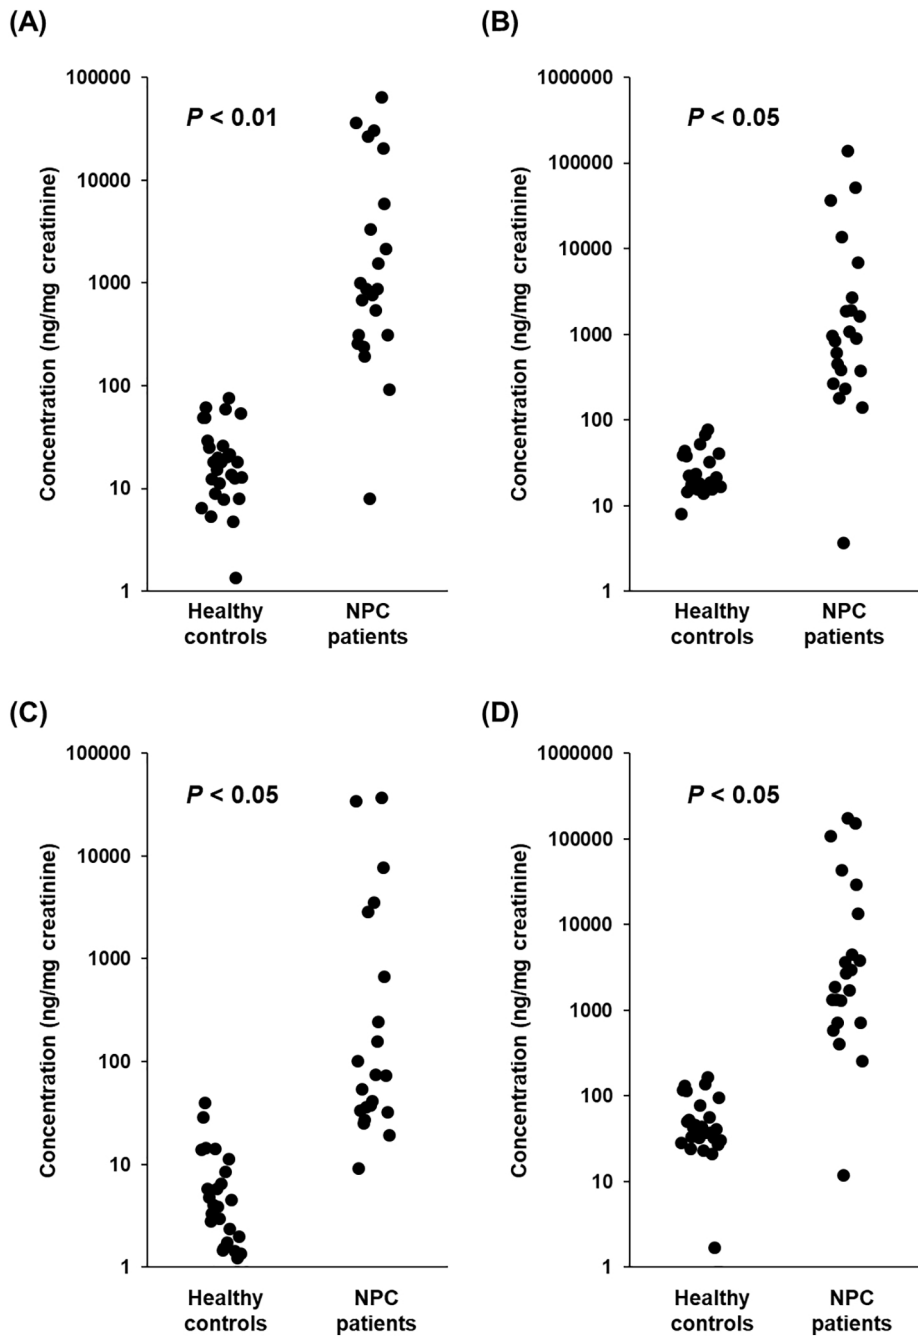 (A)
Concentration (ng/mg creatinine)
100000
10000
1000
100
10
1
P < 0.01
Healthy
controls
NPC
patients
(B)
Concentration (ng/mg creatinine)
1000000
100000
10000
1000
100
10
1
P < 0.05
Healthy
controls
NPC
patients
(C)
Concentration (ng/mg creatinine)
100000
10000
1000
100
10
1
P < 0.05
Healthy
controls
NPC
patients
(D)
Concentration (ng/mg creatinine)
1000000
100000
10000
1000
100
10
1
P < 0.05
Healthy
controls
NPC
patients